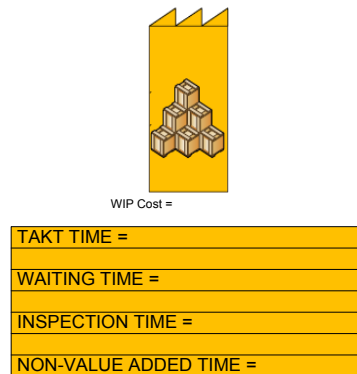 WIP Cost =
TAKT TIME =
WAITING TIME =
INSPECTION TIME =
NON-VALUE ADDED TIME =